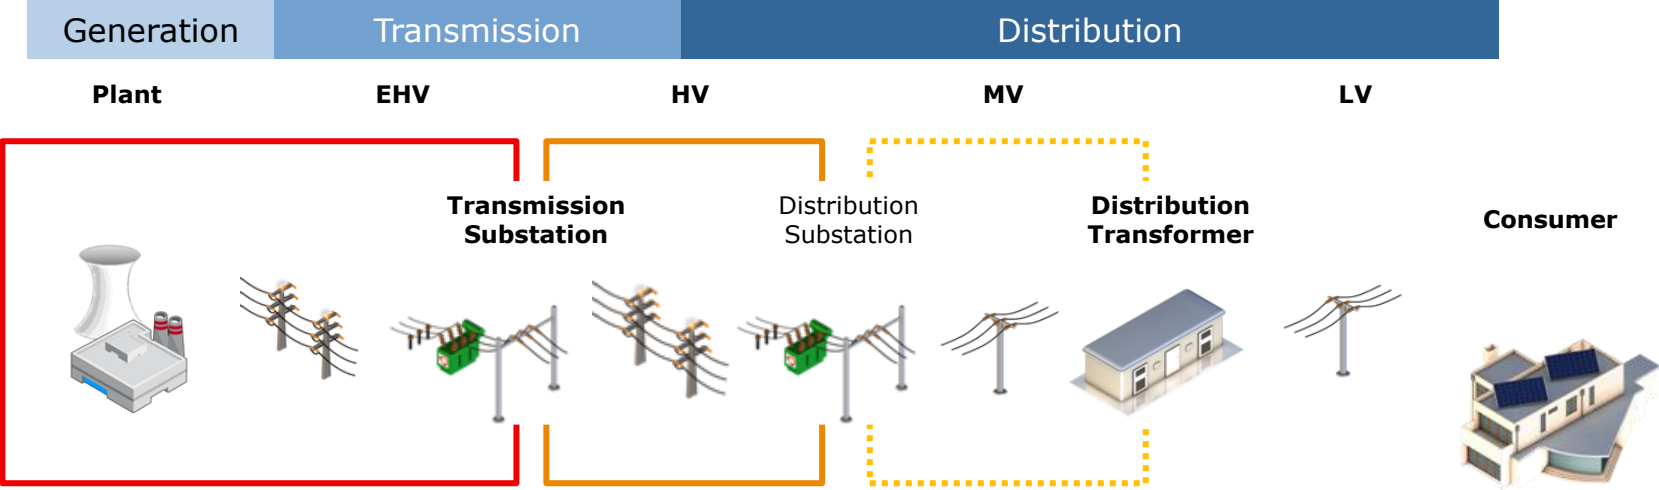 Generation
Transmission
Distribution
Plant
EHV
HV
MV
LV
Transmission
Substation
Distribution
Substation
Distribution
Transformer
Consumer